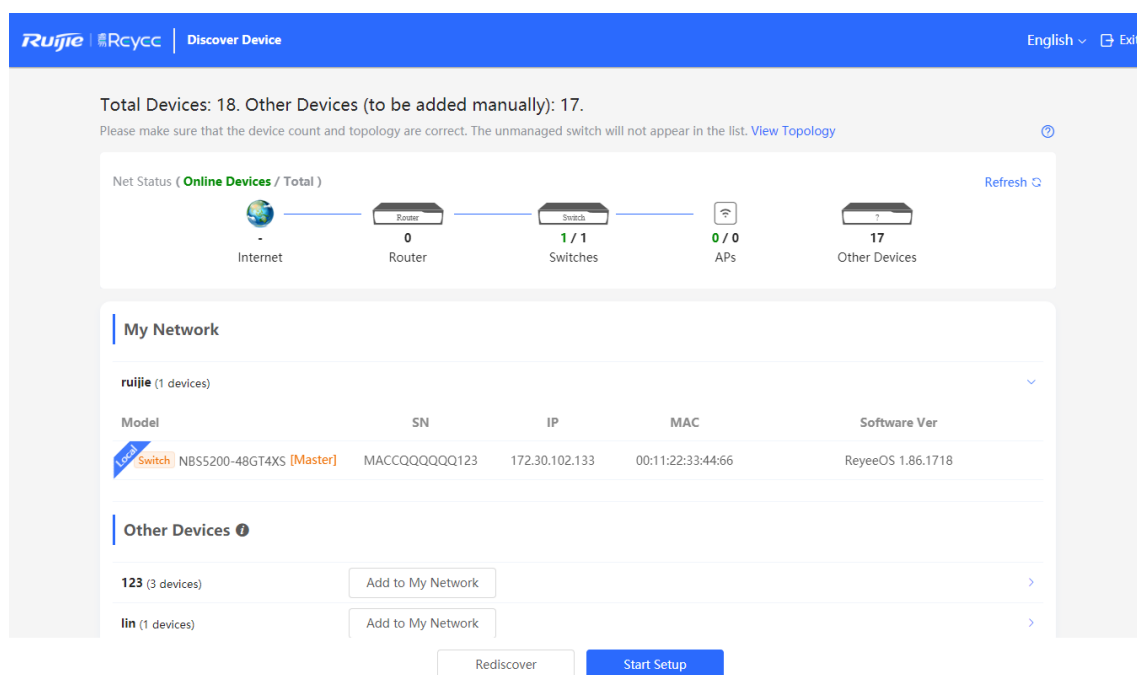 Ruijie | Rcycc | Discover Device English Exit
Total Devices: 18. Other Devices (to be added manually): 17.
Please make sure that the device count and topology are correct. The unmanaged switch will not appear in the list. View Topology
Net Status ( Online Devices / Total ) Refresh
Router Switch ?
- 0 1 / 1 0 / 0 17
Internet Router Switches APs Other Devices
My Network
ruijie (1 devices)
Model SN IP MAC Software Ver
Local Switch NBS5200-48GT4XS [Master] MACCQQQQQQ123 172.30.102.133 00:11:22:33:44:66 ReyeeOS 1.86.1718
Other Devices
123 (3 devices) Add to My Network
lin (1 devices) Add to My Network
Rediscover Start Setup